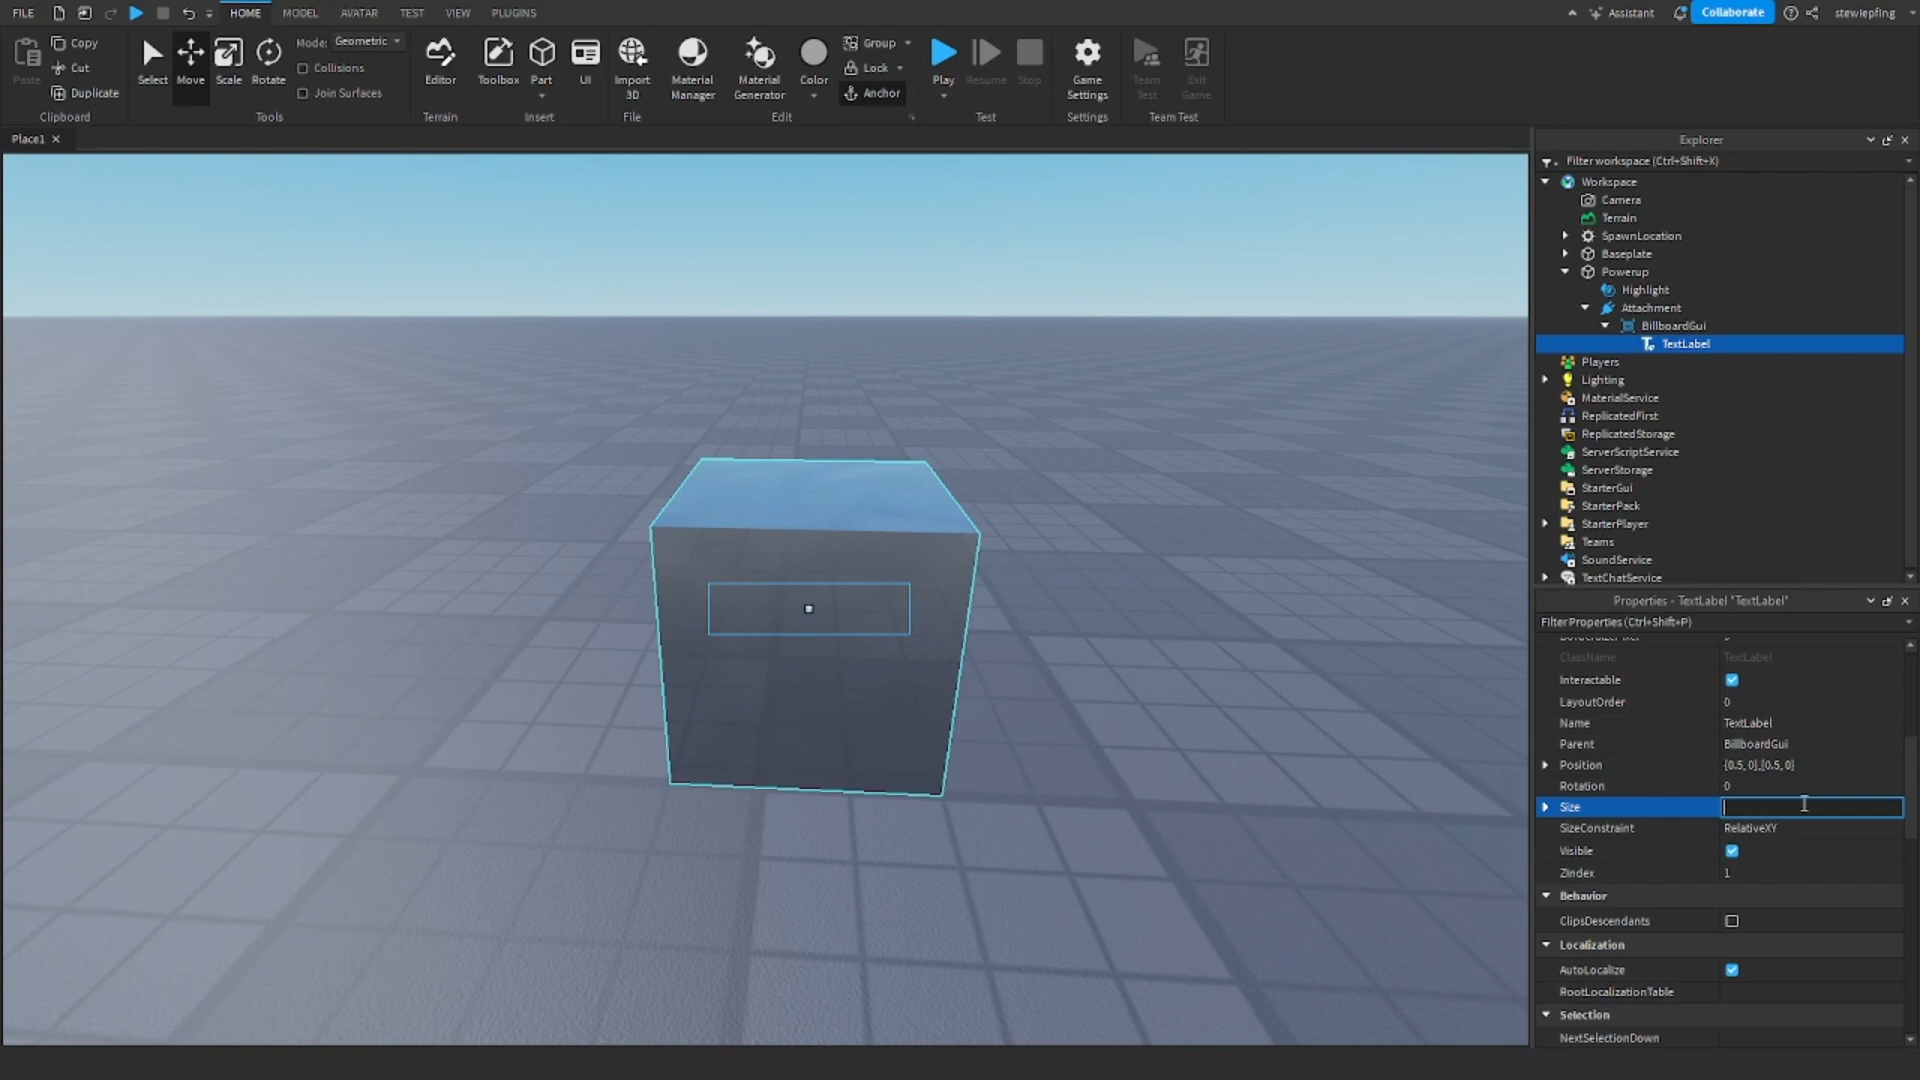 FILE HOME MODEL AVATAR TEST VIEW PLUGINS Assistant Collaborate stewiepfing
Paste Copy Cut Duplicate Clipboard
Select Move Scale Rotate Mode: Geometric Collisions Join Surfaces Tools
Editor Terrain
Toolbox Part UI Insert
Import 3D File
Material Manager Material Generator Color Group Lock Anchor Edit
Play Resume Stop Test
Game Settings Settings
Team Test Exit Game Team Test
Place1
Explorer
Filter workspace (Ctrl+Shift+X)
Workspace
Camera
Terrain
SpawnLocation
Baseplate
Powerup
Highlight
Attachment
BillboardGui
TextLabel
Players
Lighting
MaterialService
ReplicatedFirst
ReplicatedStorage
ServerScriptService
ServerStorage
StarterGui
StarterPack
StarterPlayer
Teams
SoundService
TextChatService
Properties - TextLabel "TextLabel"
Filter Properties (Ctrl+Shift+P)
ClassName TextLabel
Interactable
LayoutOrder 0
Name TextLabel
Parent BillboardGui
Position {0.5, 0},{0.5, 0}
Rotation 0
Size
SizeConstraint RelativeXY
Visible
ZIndex 1
Behavior
ClipsDescendants
Localization
AutoLocalize
RootLocalizationTable
Selection
NextSelectionDown